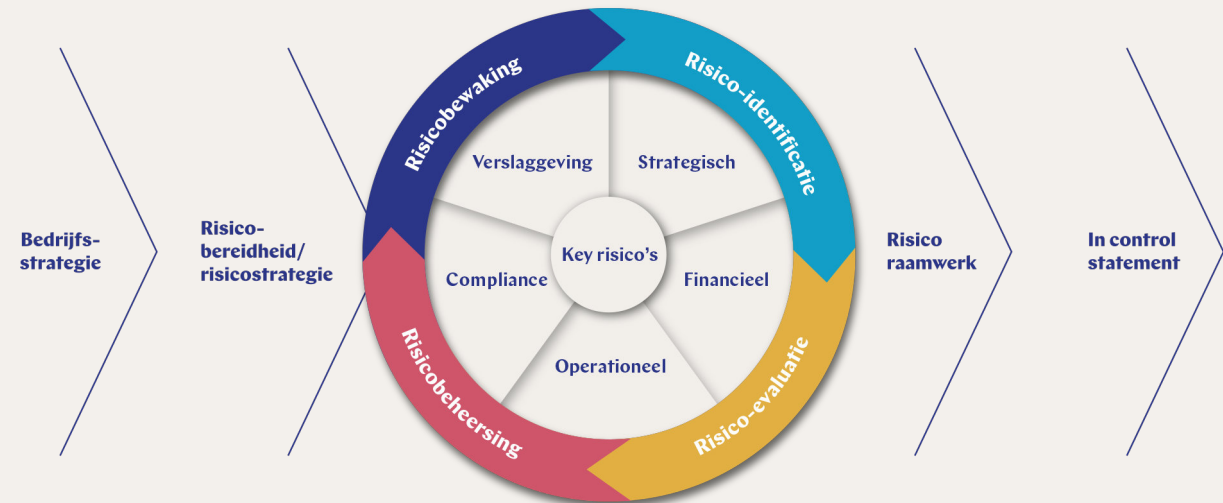 Bedrijfs-
strategie
Risico-
bereidheid/
risicostrategie
Risicobewaking
Risico-identificatie
Risico-evaluatie
Risicobeheersing
Verslaggeving
Strategisch
Compliance
Key risico's
Financieel
Operationeel
Risico
raamwerk
In control
statement